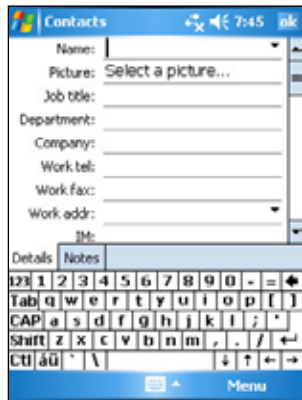 Contacts 7:45 ok
Name:
Picture: Select a picture...
Job title:
Department:
Company:
Work tel:
Work fax:
Work addr:
IM:
Details Notes
123 1 2 3 4 5 6 7 8 9 0 - =
Tab q w e r t y u i o p [ ]
CAP a s d f g h j k l ; '
Shift z x c v b n m , . /
Ctl áü ` \
Menu